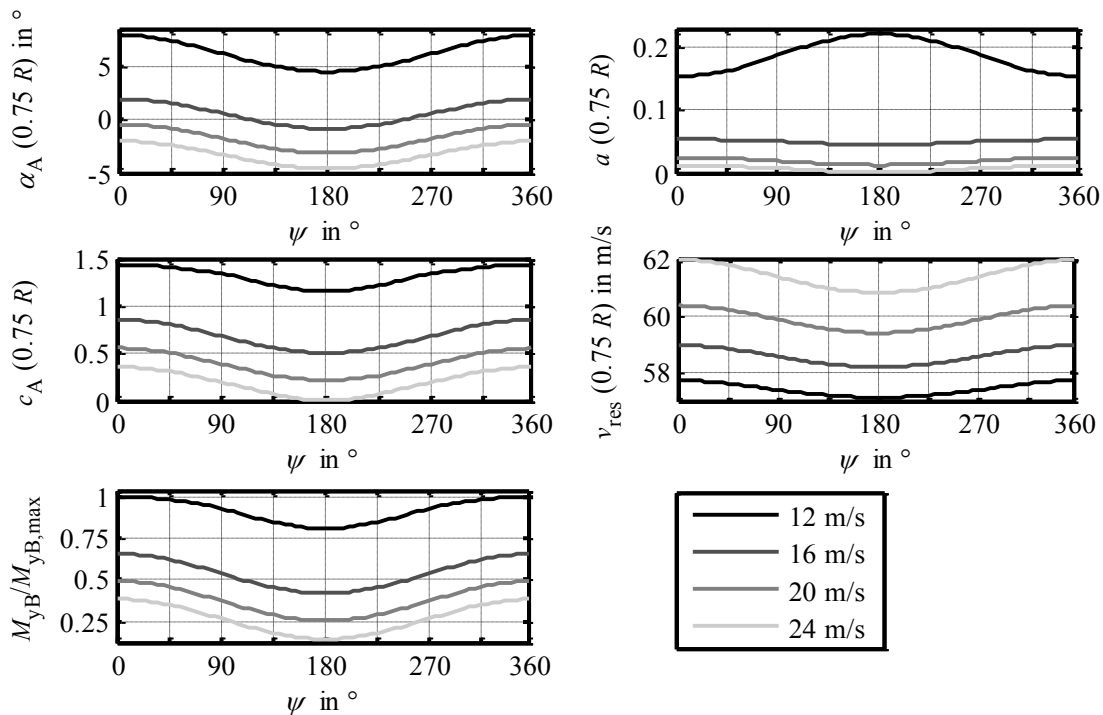 α_A (0.75 R) in °
5
0
-5
0 90 180 270 360
ψ in °
a (0.75 R)
0.2
0.1
0
0 90 180 270 360
ψ in °
c_A (0.75 R)
1.5
1
0.5
0
0 90 180 270 360
ψ in °
v_res (0.75 R) in m/s
62
60
58
0 90 180 270 360
ψ in °
M_yB/M_yB,max
1
0.75
0.5
0.25
0 90 180 270 360
ψ in °
12 m/s
16 m/s
20 m/s
24 m/s